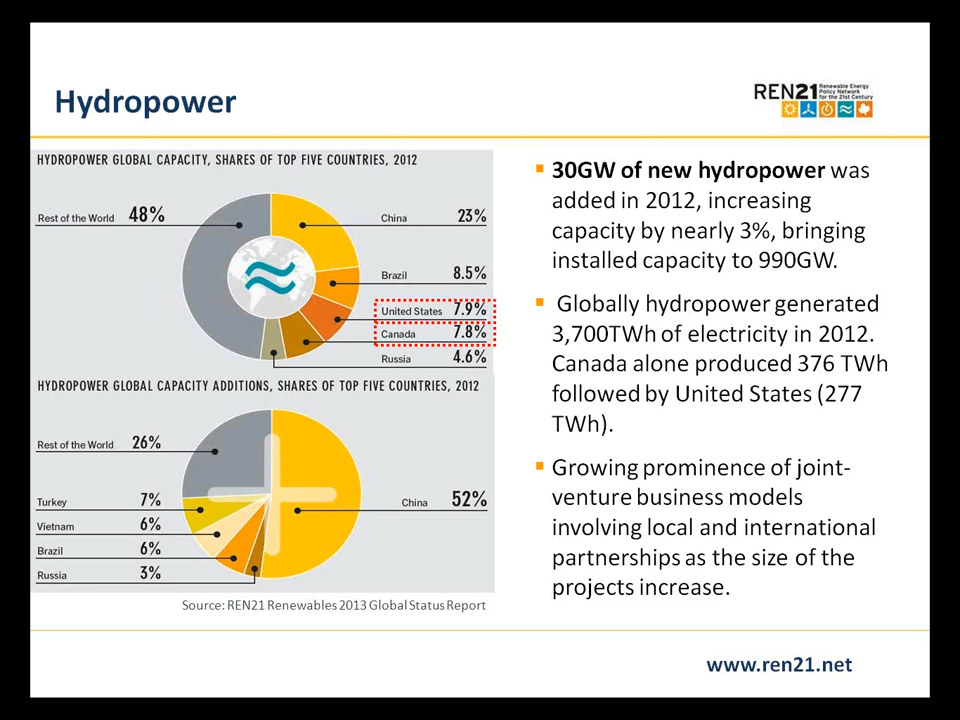 Hydropower
REN21
Renewable Energy
Policy Network
for the 21st Century
HYDROPOWER GLOBAL CAPACITY, SHARES OF TOP FIVE COUNTRIES, 2012
Rest of the World 48%
China 23%
Brazil 8.5%
United States 7.9%
Canada 7.8%
Russia 4.6%
HYDROPOWER GLOBAL CAPACITY ADDITIONS, SHARES OF TOP FIVE COUNTRIES, 2012
Rest of the World 26%
Turkey 7%
Vietnam 6%
Brazil 6%
Russia 3%
China 52%
Source: REN21 Renewables 2013 Global Status Report
30GW of new hydropower was
added in 2012, increasing
capacity by nearly 3%, bringing
installed capacity to 990GW.
Globally hydropower generated
3,700TWh of electricity in 2012.
Canada alone produced 376 TWh
followed by United States (277
TWh).
Growing prominence of joint-
venture business models
involving local and international
partnerships as the size of the
projects increase.
www.ren21.net